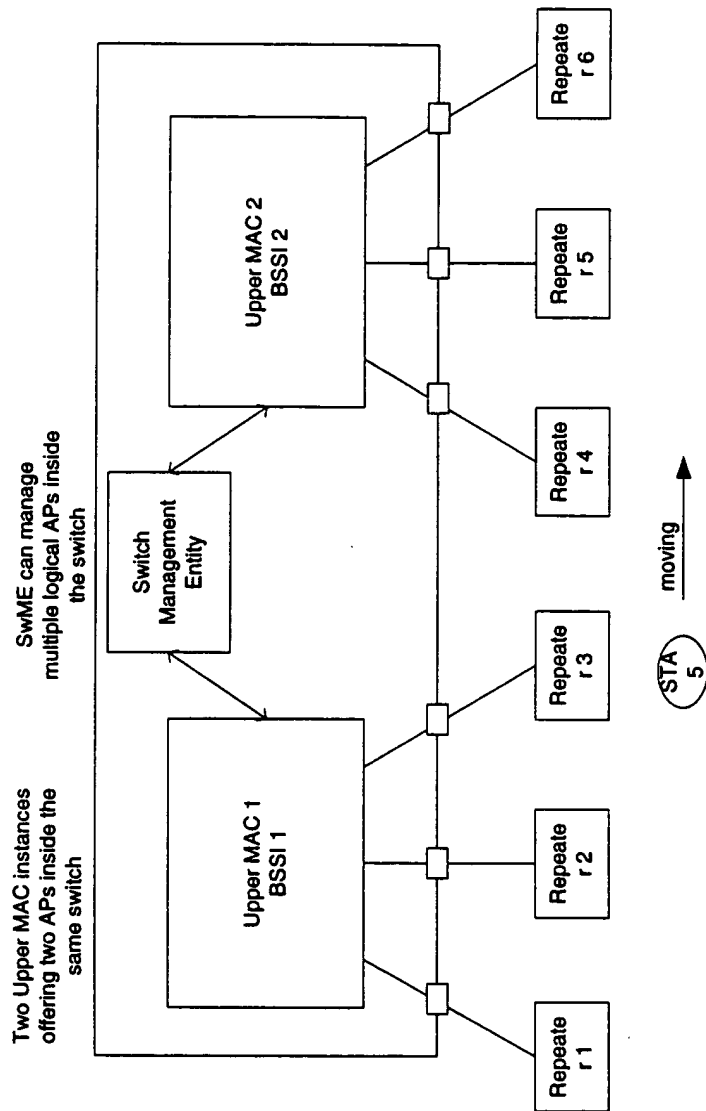 Two Upper MAC instances
offering two APs inside the
same switch
SwME can manage
multiple logical APs inside
the switch
Switch
Management
Entity
Upper MAC 1
BSSI 1
Upper MAC 2
BSSI 2
Repeate
r 1
Repeate
r 2
Repeate
r 3
Repeate
r 4
Repeate
r 5
Repeate
r 6
STA
5
moving